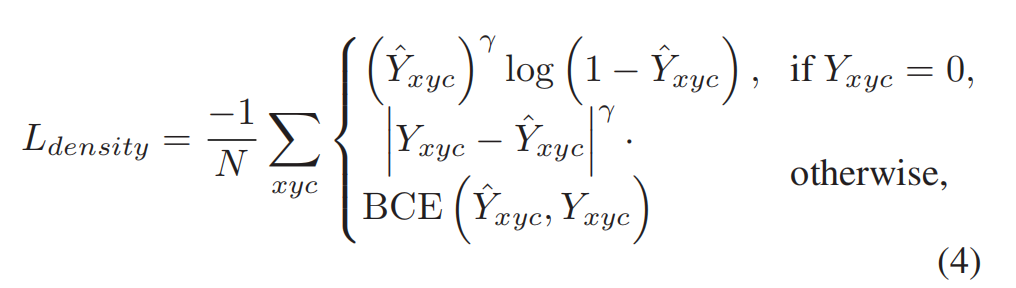 L_{density} = \frac{-1}{N} \sum_{xyc} \begin{cases} \left( \hat{Y}_{xyc} \right)^{\gamma} \log \left( 1 - \hat{Y}_{xyc} \right), & \text{if } Y_{xyc} = 0, \\ \left| Y_{xyc} - \hat{Y}_{xyc} \right|^{\gamma} \cdot \\ \text{BCE} \left( \hat{Y}_{xyc}, Y_{xyc} \right) & \text{otherwise,} \end{cases}
(4)